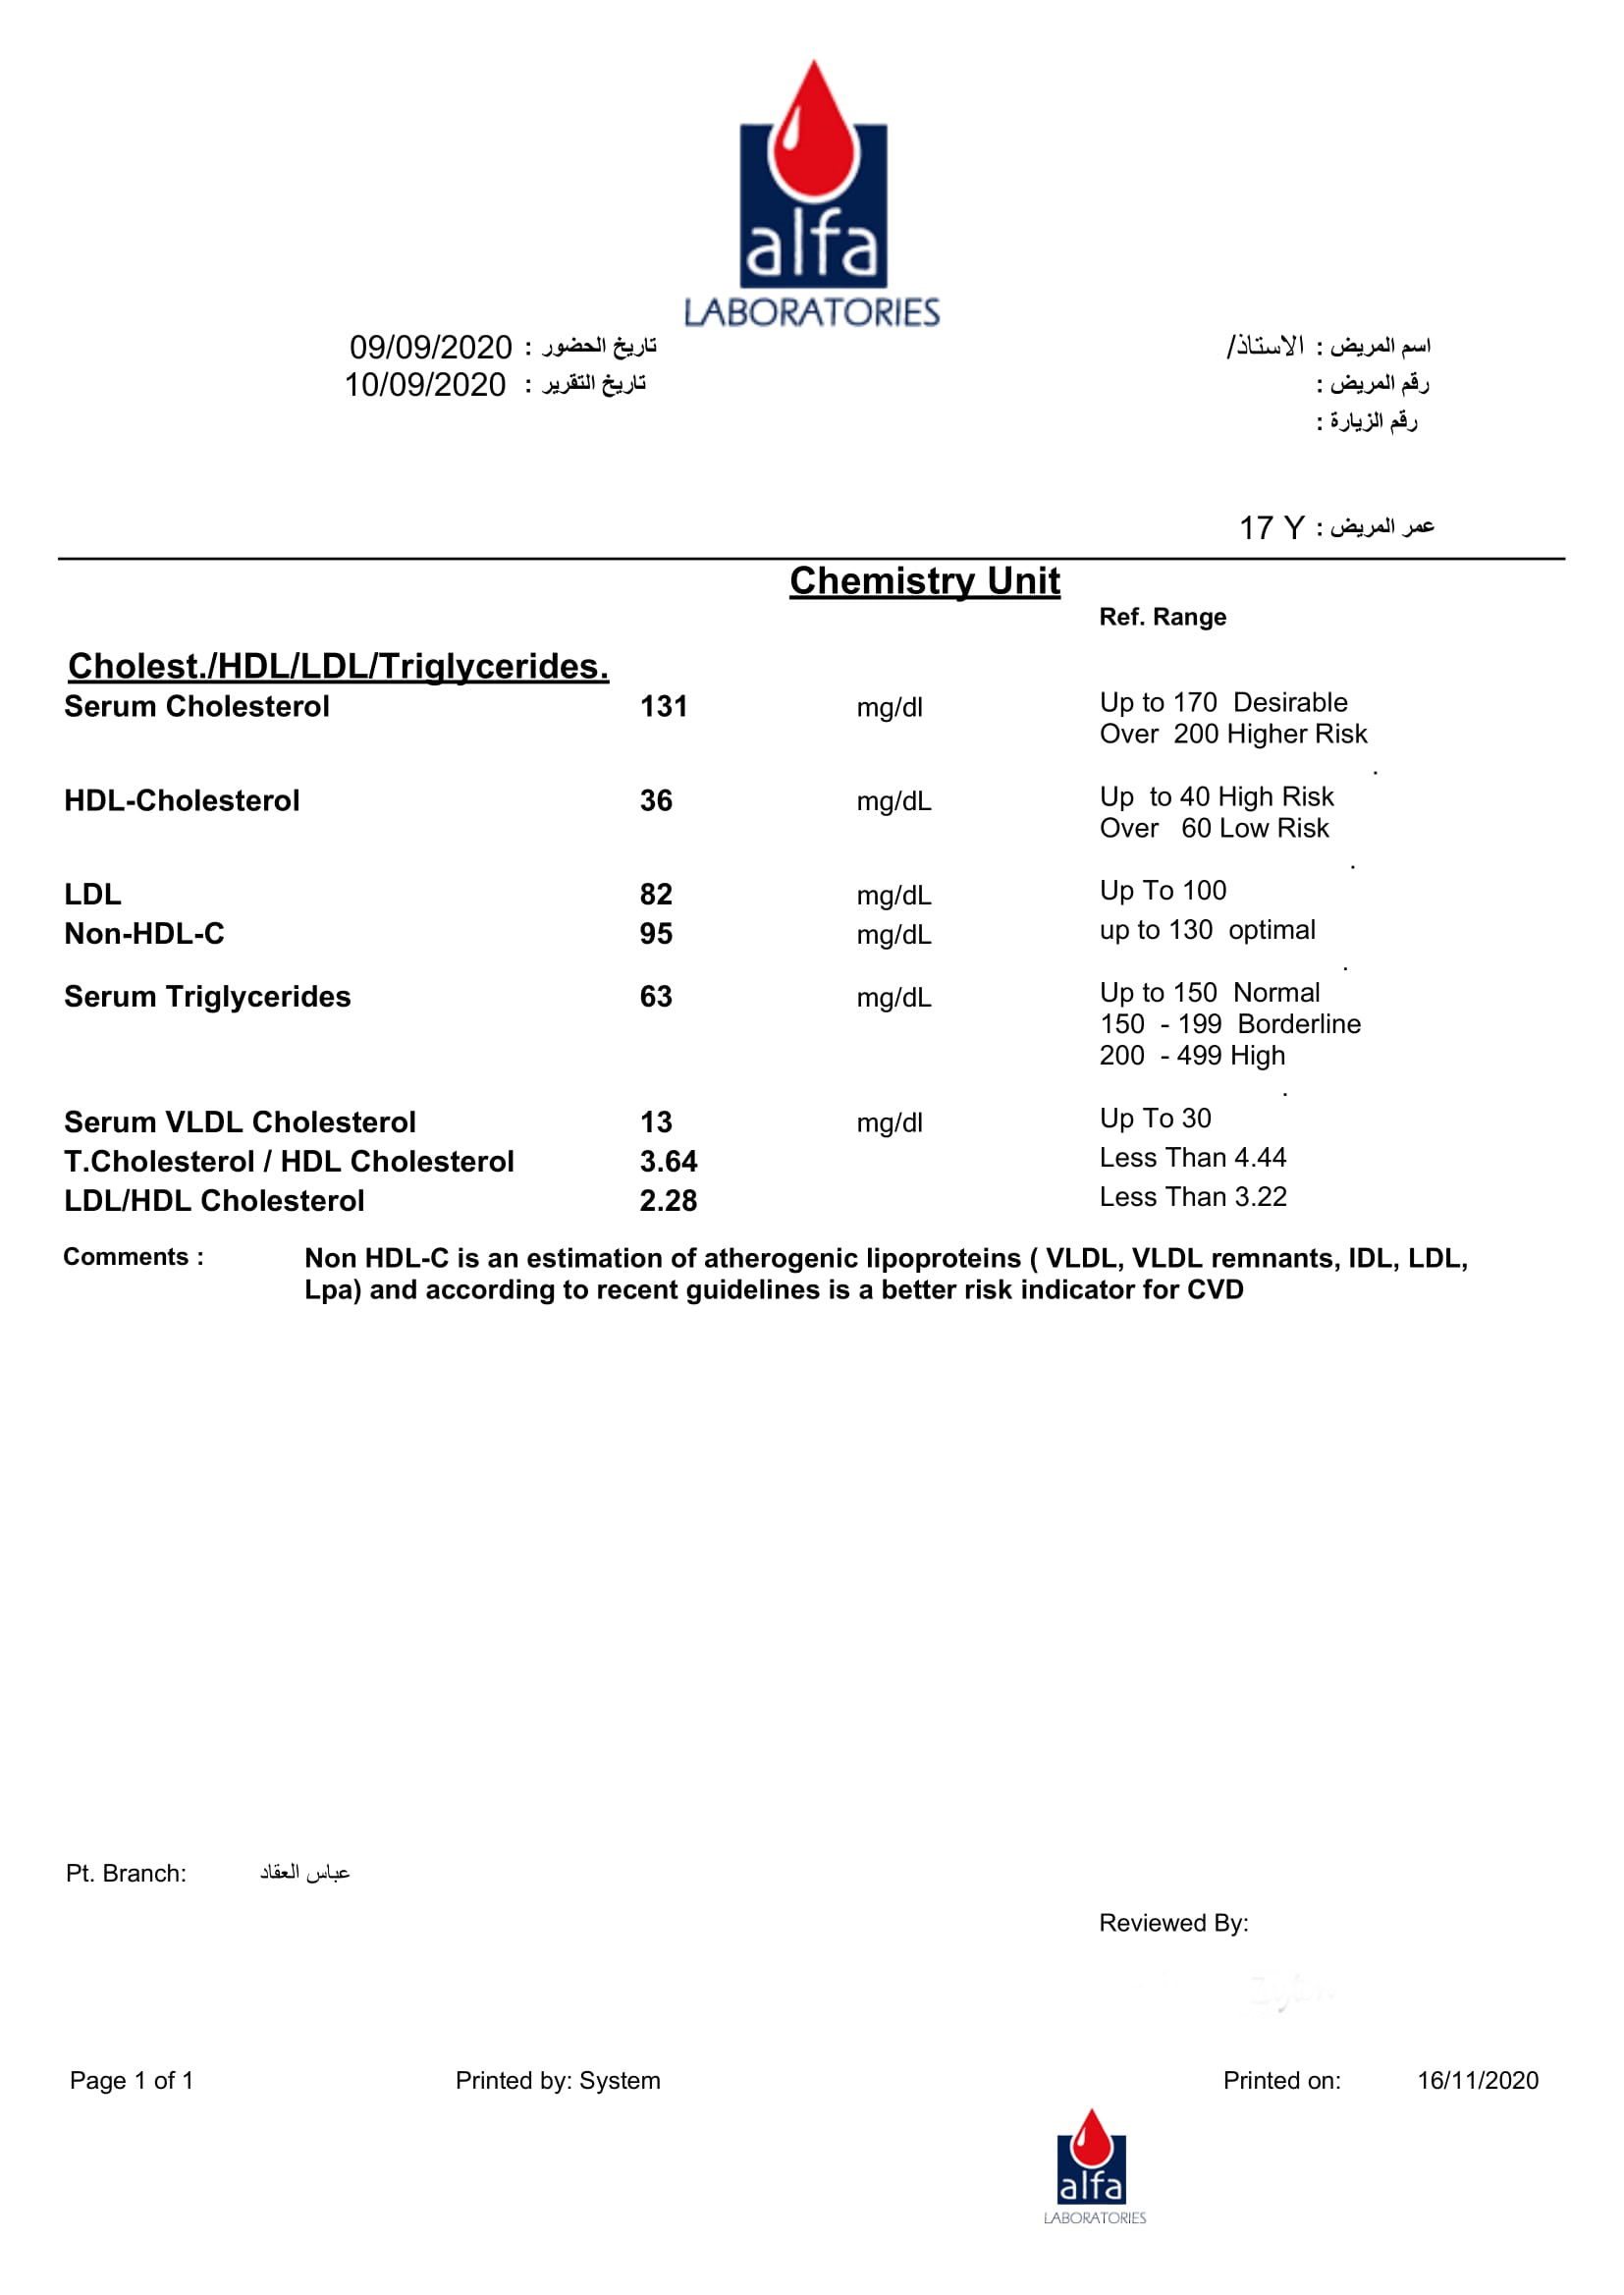 alfa
LABORATORIES
اسم المريض : الاستاذ/
تاريخ الحضور : 09/09/2020
رقم المريض :
تاريخ التقرير : 10/09/2020
رقم الزيارة :
عمر المريض : 17 Y
Chemistry Unit
Ref. Range
Cholest./HDL/LDL/Triglycerides.
Serum Cholesterol 131 mg/dl Up to 170 Desirable
Over 200 Higher Risk
.
HDL-Cholesterol 36 mg/dL Up to 40 High Risk
Over 60 Low Risk
.
LDL 82 mg/dL Up To 100
Non-HDL-C 95 mg/dL up to 130 optimal
.
Serum Triglycerides 63 mg/dL Up to 150 Normal
150 - 199 Borderline
200 - 499 High
.
Serum VLDL Cholesterol 13 mg/dl Up To 30
T.Cholesterol / HDL Cholesterol 3.64 Less Than 4.44
LDL/HDL Cholesterol 2.28 Less Than 3.22
Comments : Non HDL-C is an estimation of atherogenic lipoproteins ( VLDL, VLDL remnants, IDL, LDL,
Lpa) and according to recent guidelines is a better risk indicator for CVD
Pt. Branch: عباس العقاد
Reviewed By:
Page 1 of 1 Printed by: System Printed on: 16/11/2020
alfa
LABORATORIES